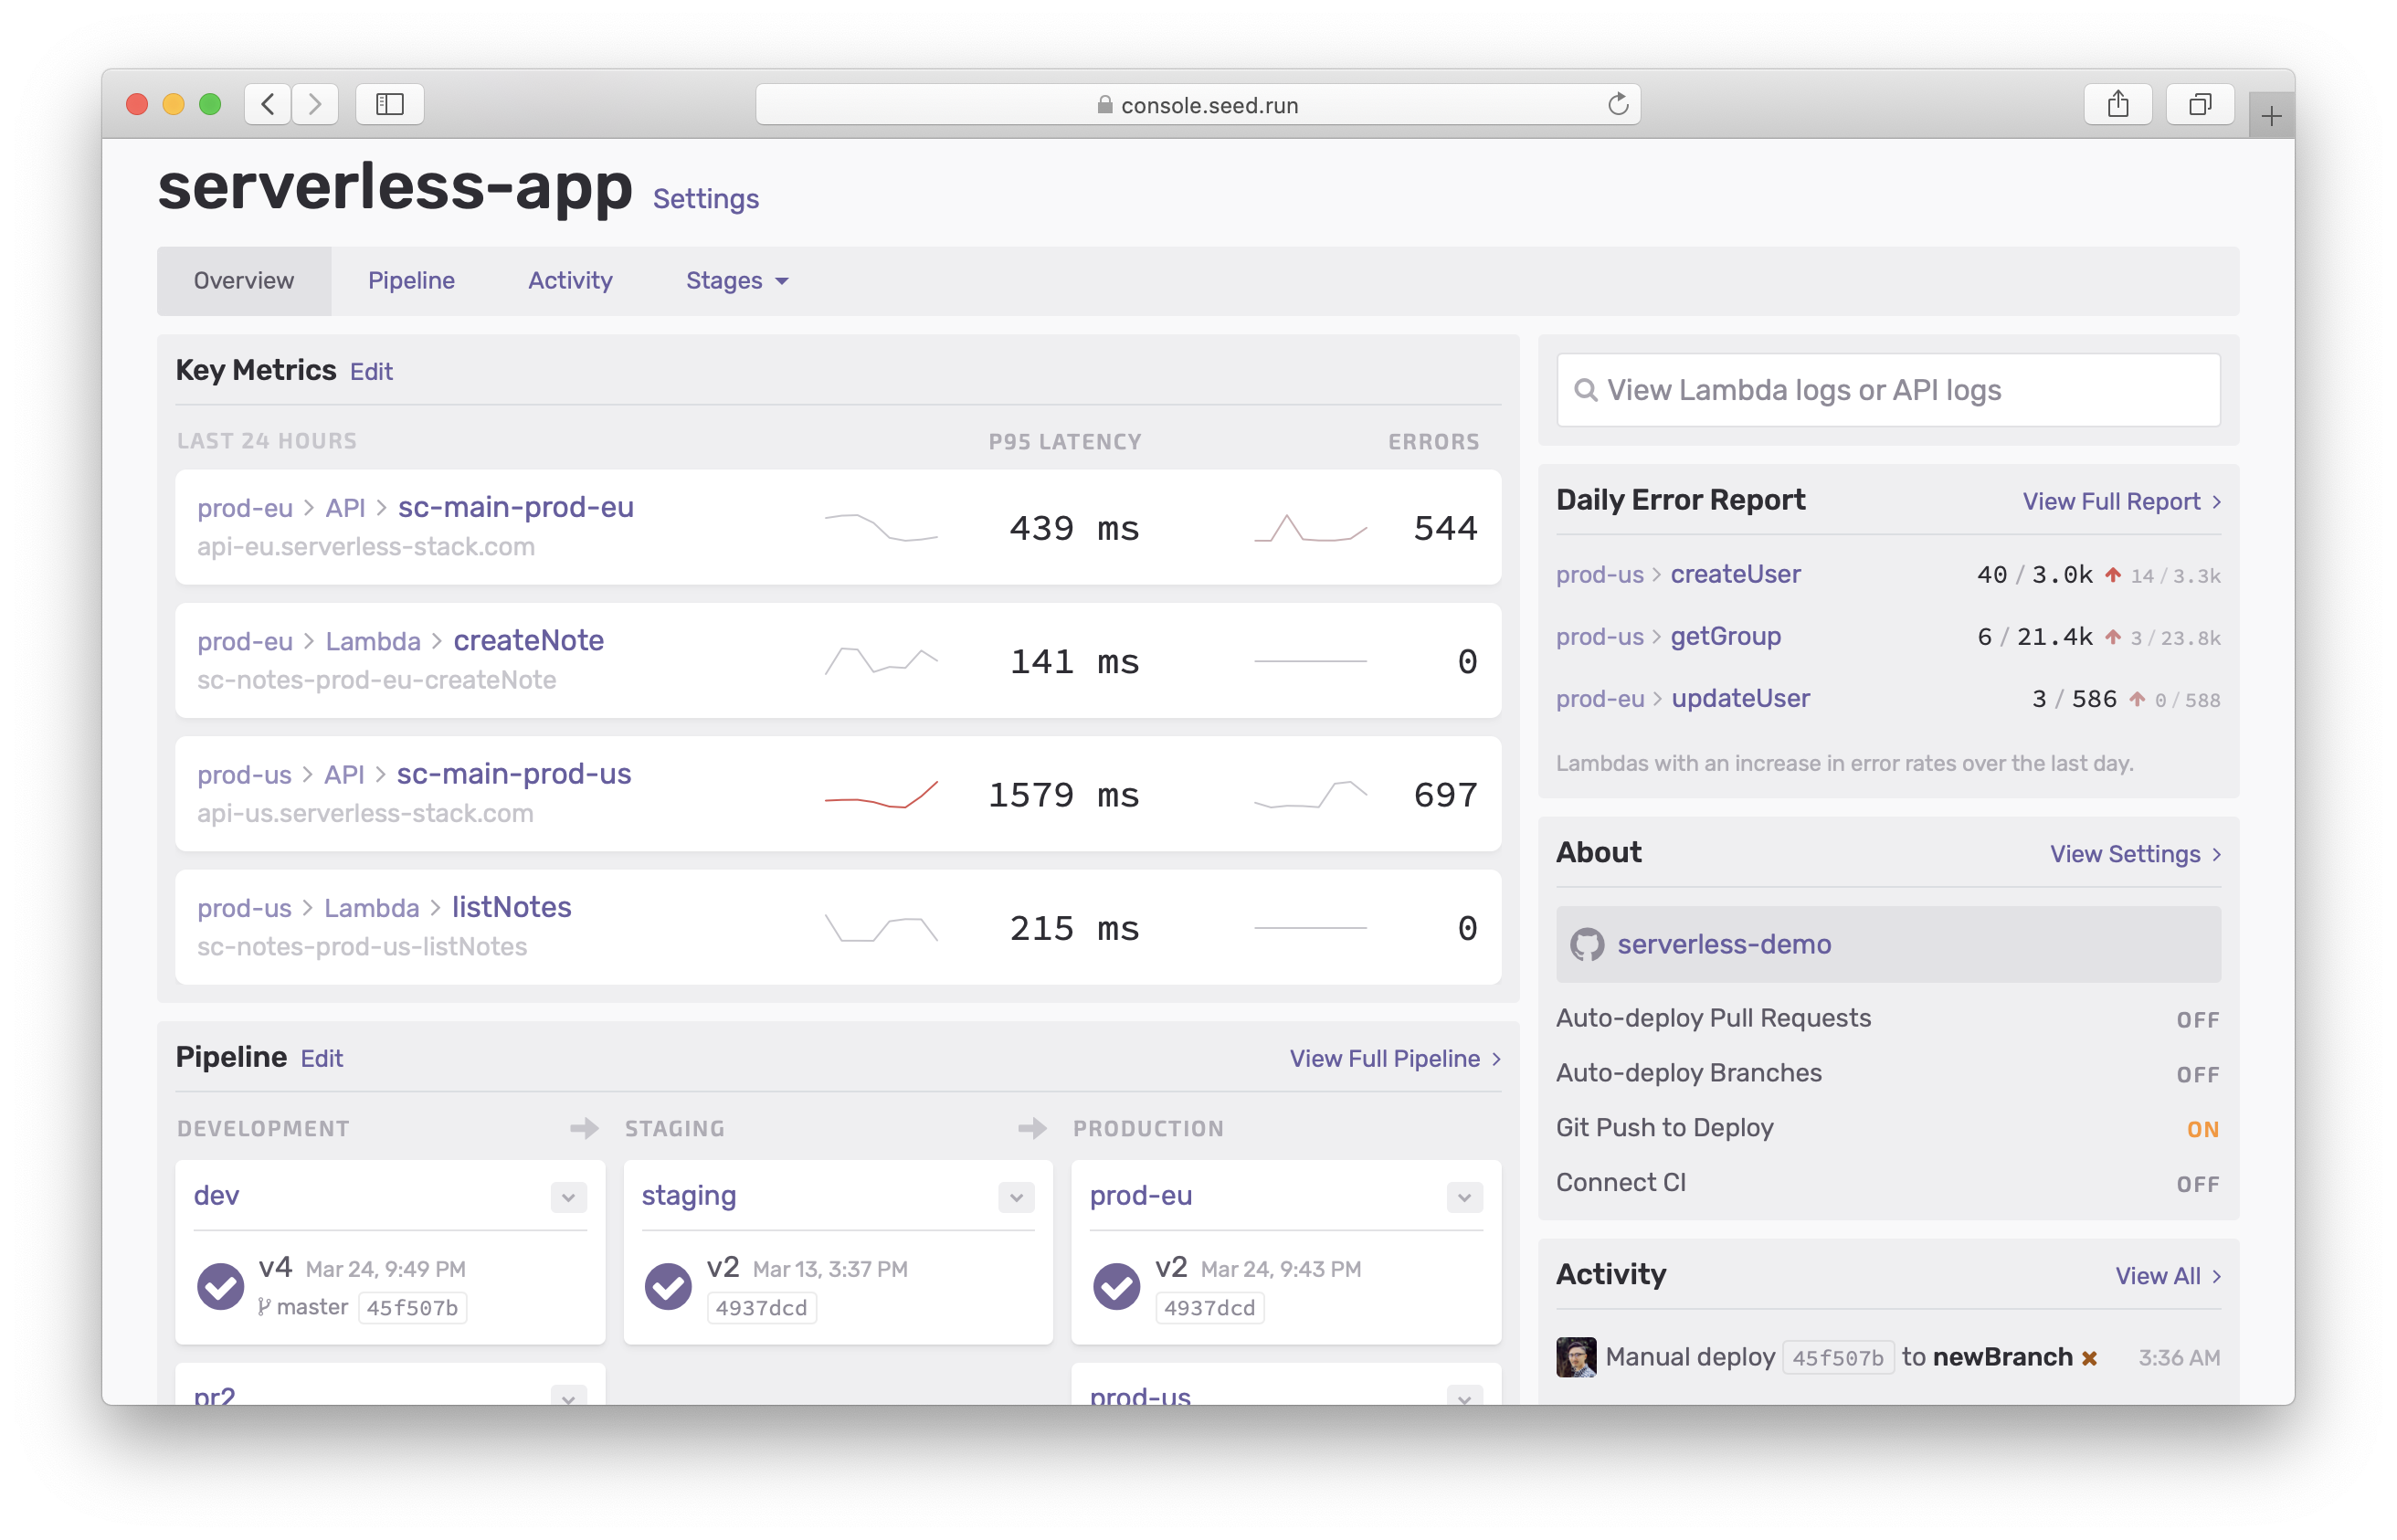 console.seed.run
serverless-app Settings
Overview Pipeline Activity Stages
Key Metrics Edit
LAST 24 HOURS P95 LATENCY ERRORS
prod-eu > API > sc-main-prod-eu
api-eu.serverless-stack.com
439 ms 544
prod-eu > Lambda > createNote
sc-notes-prod-eu-createNote
141 ms 0
prod-us > API > sc-main-prod-us
api-us.serverless-stack.com
1579 ms 697
prod-us > Lambda > listNotes
sc-notes-prod-us-listNotes
215 ms 0
Pipeline Edit View Full Pipeline >
DEVELOPMENT STAGING PRODUCTION
dev
v4 Mar 24, 9:49 PM
master 45f507b
staging
v2 Mar 13, 3:37 PM
4937dcd
prod-eu
v2 Mar 24, 9:43 PM
4937dcd
pr2
prod-us
View Lambda logs or API logs
Daily Error Report View Full Report >
prod-us > createUser 40 / 3.0k 14 / 3.3k
prod-us > getGroup 6 / 21.4k 3 / 23.8k
prod-eu > updateUser 3 / 586 0 / 588
Lambdas with an increase in error rates over the last day.
About View Settings >
serverless-demo
Auto-deploy Pull Requests OFF
Auto-deploy Branches OFF
Git Push to Deploy ON
Connect CI OFF
Activity View All >
Manual deploy 45f507b to newBranch 3:36 AM